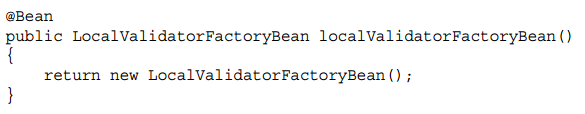 @Bean
public LocalValidatorFactoryBean localValidatorFactoryBean()
{
    return new LocalValidatorFactoryBean();
}